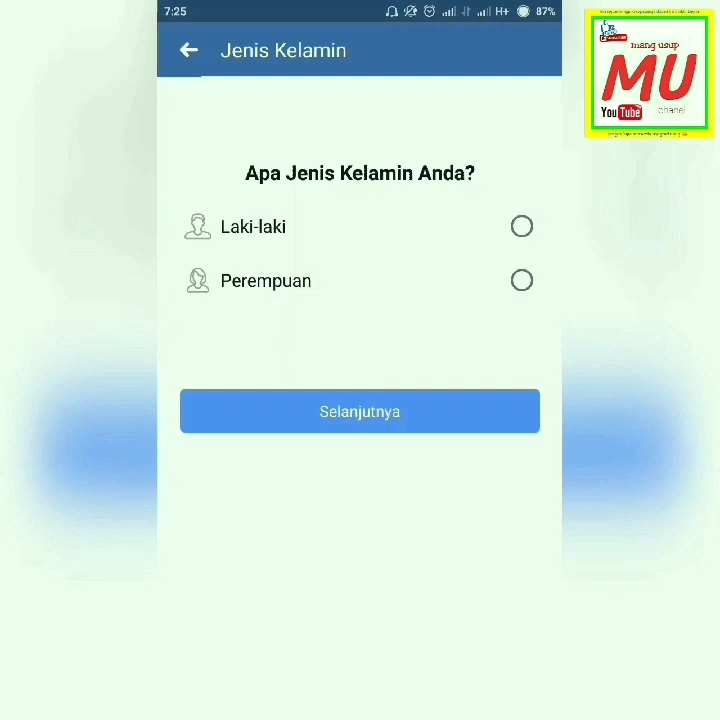 7:25
H+
87%
Jenis Kelamin
Apa Jenis Kelamin Anda?
Laki-laki
Perempuan
Selanjutnya
mang usup
MU
YouTube
chanel